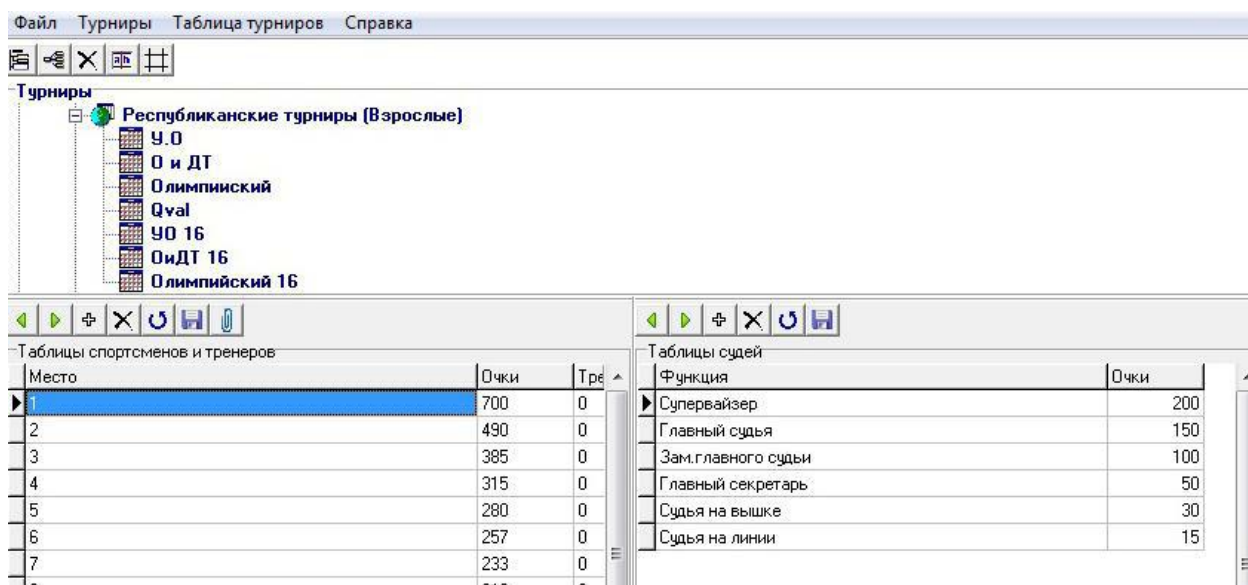 Файл Турниры Таблица турниров Справка
Турниры
Республиканские турниры (Взрослые)
У.О
О и ДТ
Олимпииский
Qval
УО 16
ОиДТ 16
Олимпийский 16
Таблицы спортсменов и тренеров
Место Очки Тре
1 700 0
2 490 0
3 385 0
4 315 0
5 280 0
6 257 0
7 233 0
Таблицы судей
Функция Очки
Супервайзер 200
Главный судья 150
Зам.главного судьи 100
Главный секретарь 50
Судья на вышке 30
Судья на линии 15